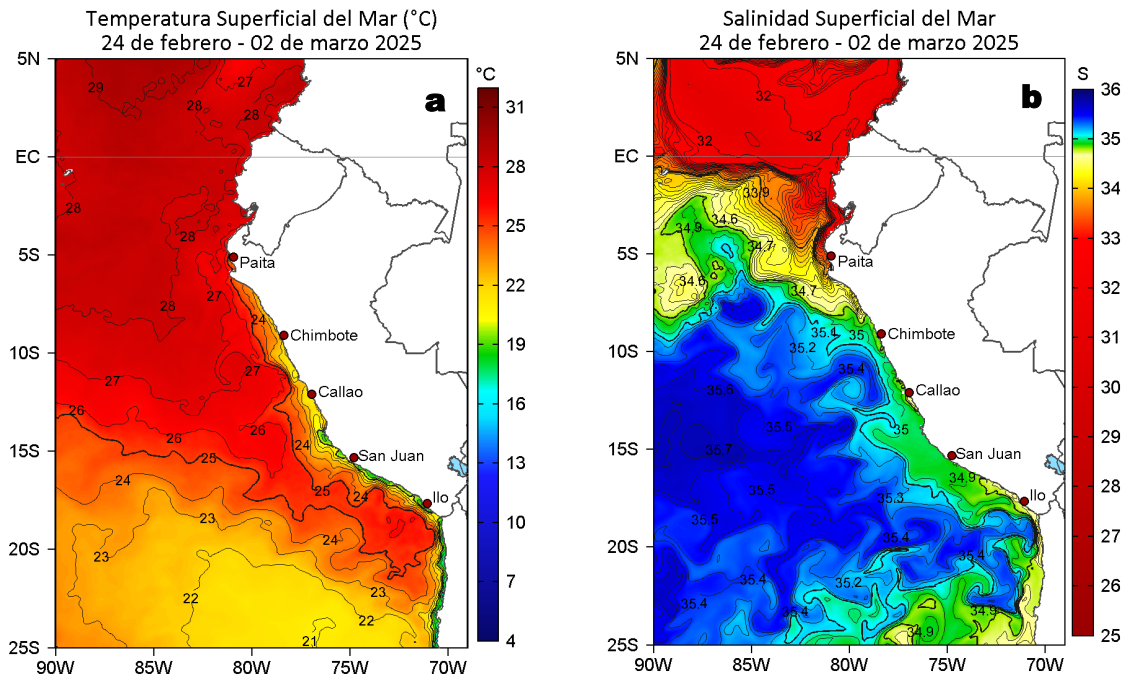 Temperatura Superficial del Mar (°C)
24 de febrero - 02 de marzo 2025
5N
EC
5S
10S
15S
20S
25S
90W
85W
80W
75W
70W
a
29
27
28
28
28
28
27
28
24
27
27
26
26
26
24
25
24
25
24
23
24
23
23
22
22
21
Paita
Chimbote
Callao
San Juan
Ilo
°C
31
28
25
22
19
16
13
10
7
4
Salinidad Superficial del Mar
24 de febrero - 02 de marzo 2025
5N
EC
5S
10S
15S
20S
25S
90W
85W
80W
75W
70W
b
32
32
32
33.9
34.6
34.9
34.7
34.6
34.7
35.1
35
35.2
35.4
35.6
35.5
35
35.7
34.9
35.5
35.3
35.5
35.4
35.4
35.4
35.2
35.4
35.4
34.9
34.9
Paita
Chimbote
Callao
San Juan
Ilo
S
36
35
34.5
34
33.5
33
32
31
30
29
28
27
26
25